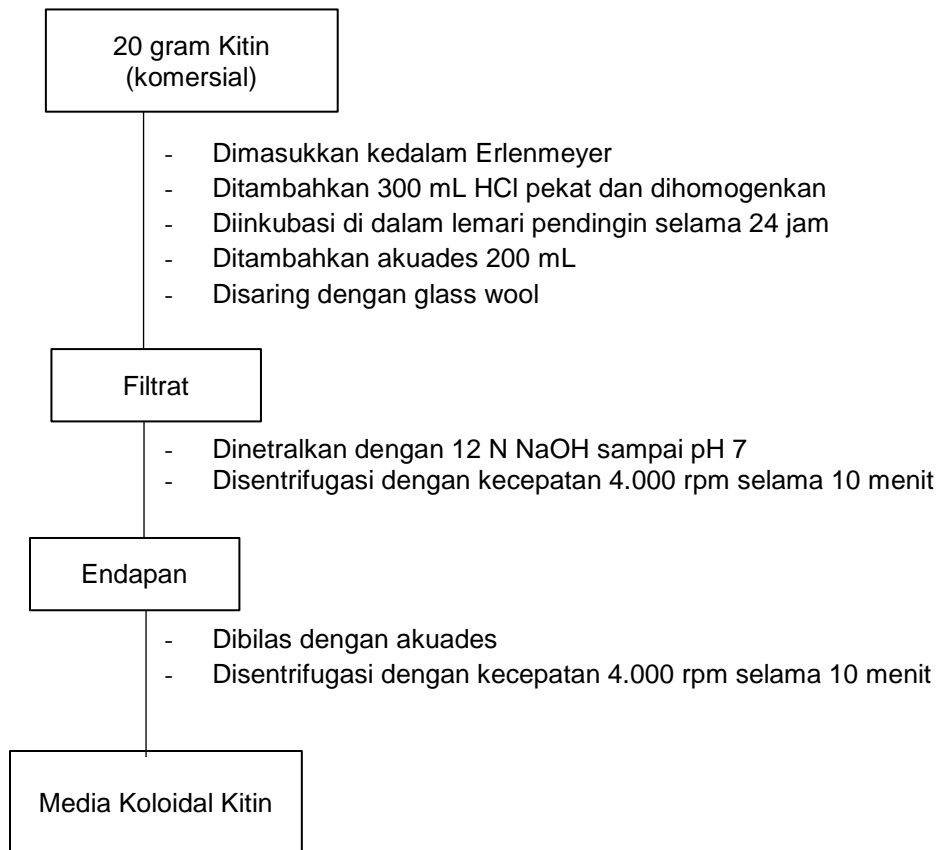 20 gram Kitin
(komersial)
- Dimasukkan kedalam Erlenmeyer
- Ditambahkan 300 mL HCl pekat dan dihomogenkan
- Diinkubasi di dalam lemari pendingin selama 24 jam
- Ditambahkan akuades 200 mL
- Disaring dengan glass wool
Filtrat
- Dinetralkan dengan 12 N NaOH sampai pH 7
- Disentrifugasi dengan kecepatan 4.000 rpm selama 10 menit
Endapan
- Dibilas dengan akuades
- Disentrifugasi dengan kecepatan 4.000 rpm selama 10 menit
Media Koloidal Kitin